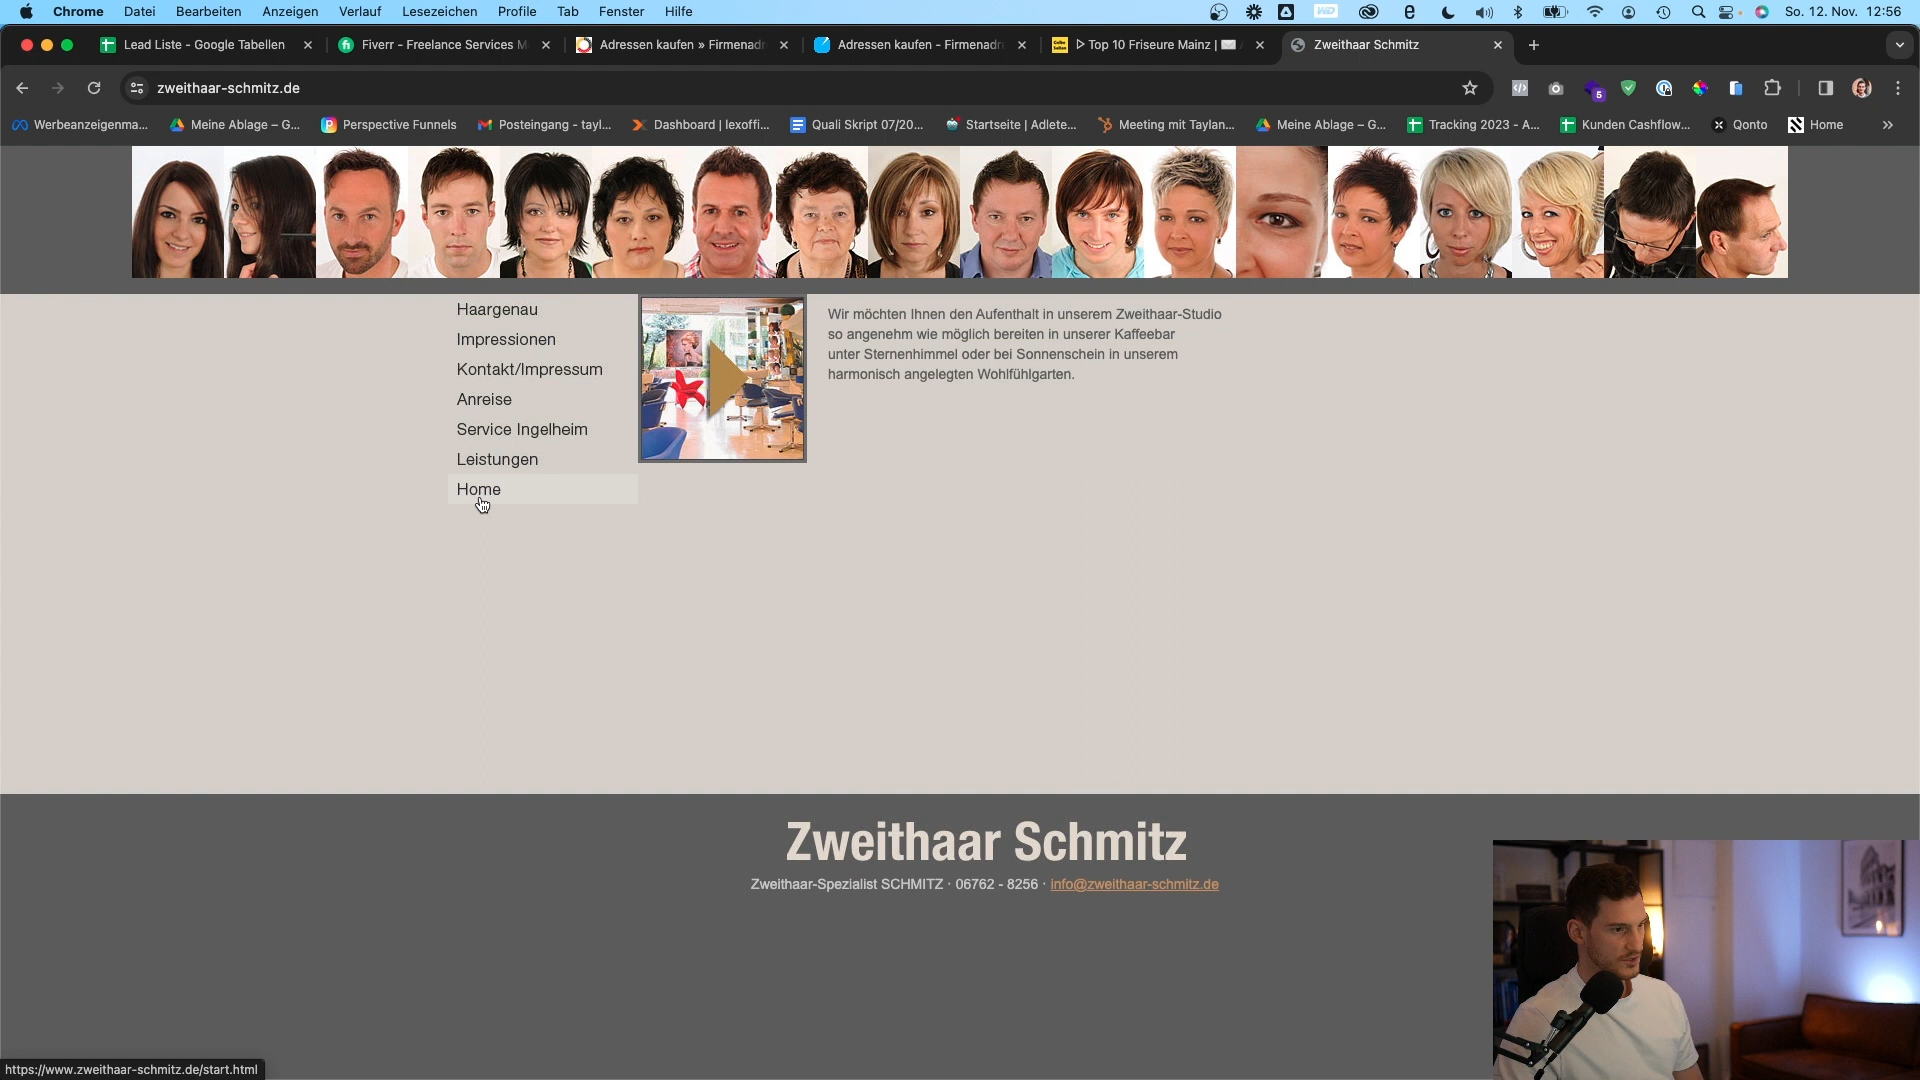 Chrome Datei Bearbeiten Anzeigen Verlauf Lesezeichen Profile Tab Fenster Hilfe So. 12. Nov. 12:56
Lead Liste - Google Tabellen Fiverr - Freelance Services M Adressen kaufen » Firmenadr Adressen kaufen - Firmenadr Top 10 Friseure Mainz | Zweithaar Schmitz
zweithaar-schmitz.de 5
Werbeanzeigenma... Meine Ablage – G... Perspective Funnels Posteingang - tayl... Dashboard | lexoffi... Quali Skript 07/20... Startseite | Adlete... Meeting mit Taylan... Meine Ablage – G... Tracking 2023 - A... Kunden Cashflow... Qonto Home »
Haargenau
Impressionen
Kontakt/Impressum
Anreise
Service Ingelheim
Leistungen
Home
Wir möchten Ihnen den Aufenthalt in unserem Zweithaar-Studio
so angenehm wie möglich bereiten in unserer Kaffeebar
unter Sternenhimmel oder bei Sonnenschein in unserem
harmonisch angelegten Wohlfühlgarten.
Zweithaar Schmitz
Zweithaar-Spezialist SCHMITZ · 06762 - 8256 · info@zweithaar-schmitz.de
https://www.zweithaar-schmitz.de/start.html